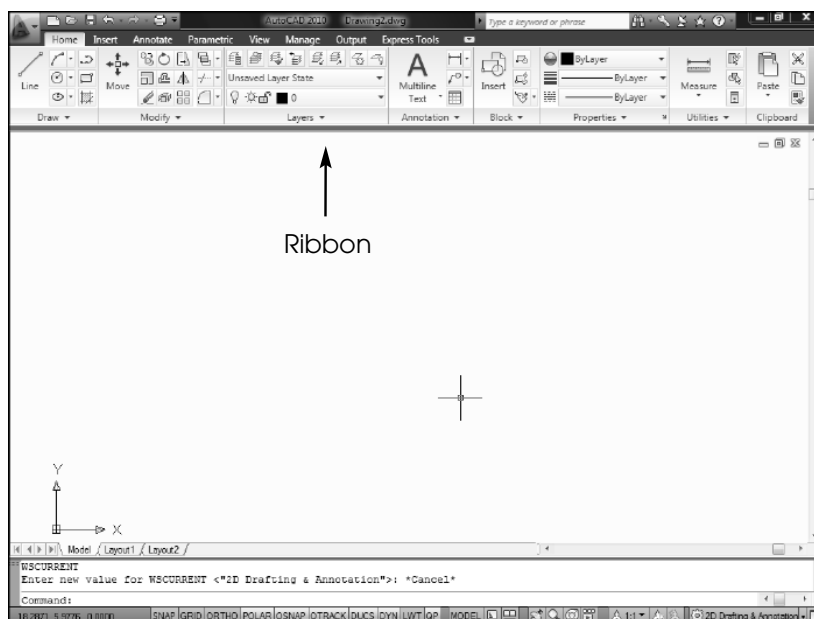 AutoCAD 2010 Drawing2.dwg Type a keyword or phrase
Home Insert Annotate Parametric View Manage Output Express Tools
Line Move Unsaved Layer State 0 A Multiline Text Insert ByLayer ByLayer ByLayer Measure Paste
Draw Modify Layers Annotation Block Properties Utilities Clipboard
Ribbon
Y
X
Model Layout1 Layout2
WSCURRENT
Enter new value for WSCURRENT <"2D Drafting & Annotation">: *Cancel*
Command:
SNAP GRID ORTHO POLAR OSNAP OTRACK DUCS DYN LWT QP MODEL 1:1 2D Drafting & Annotation